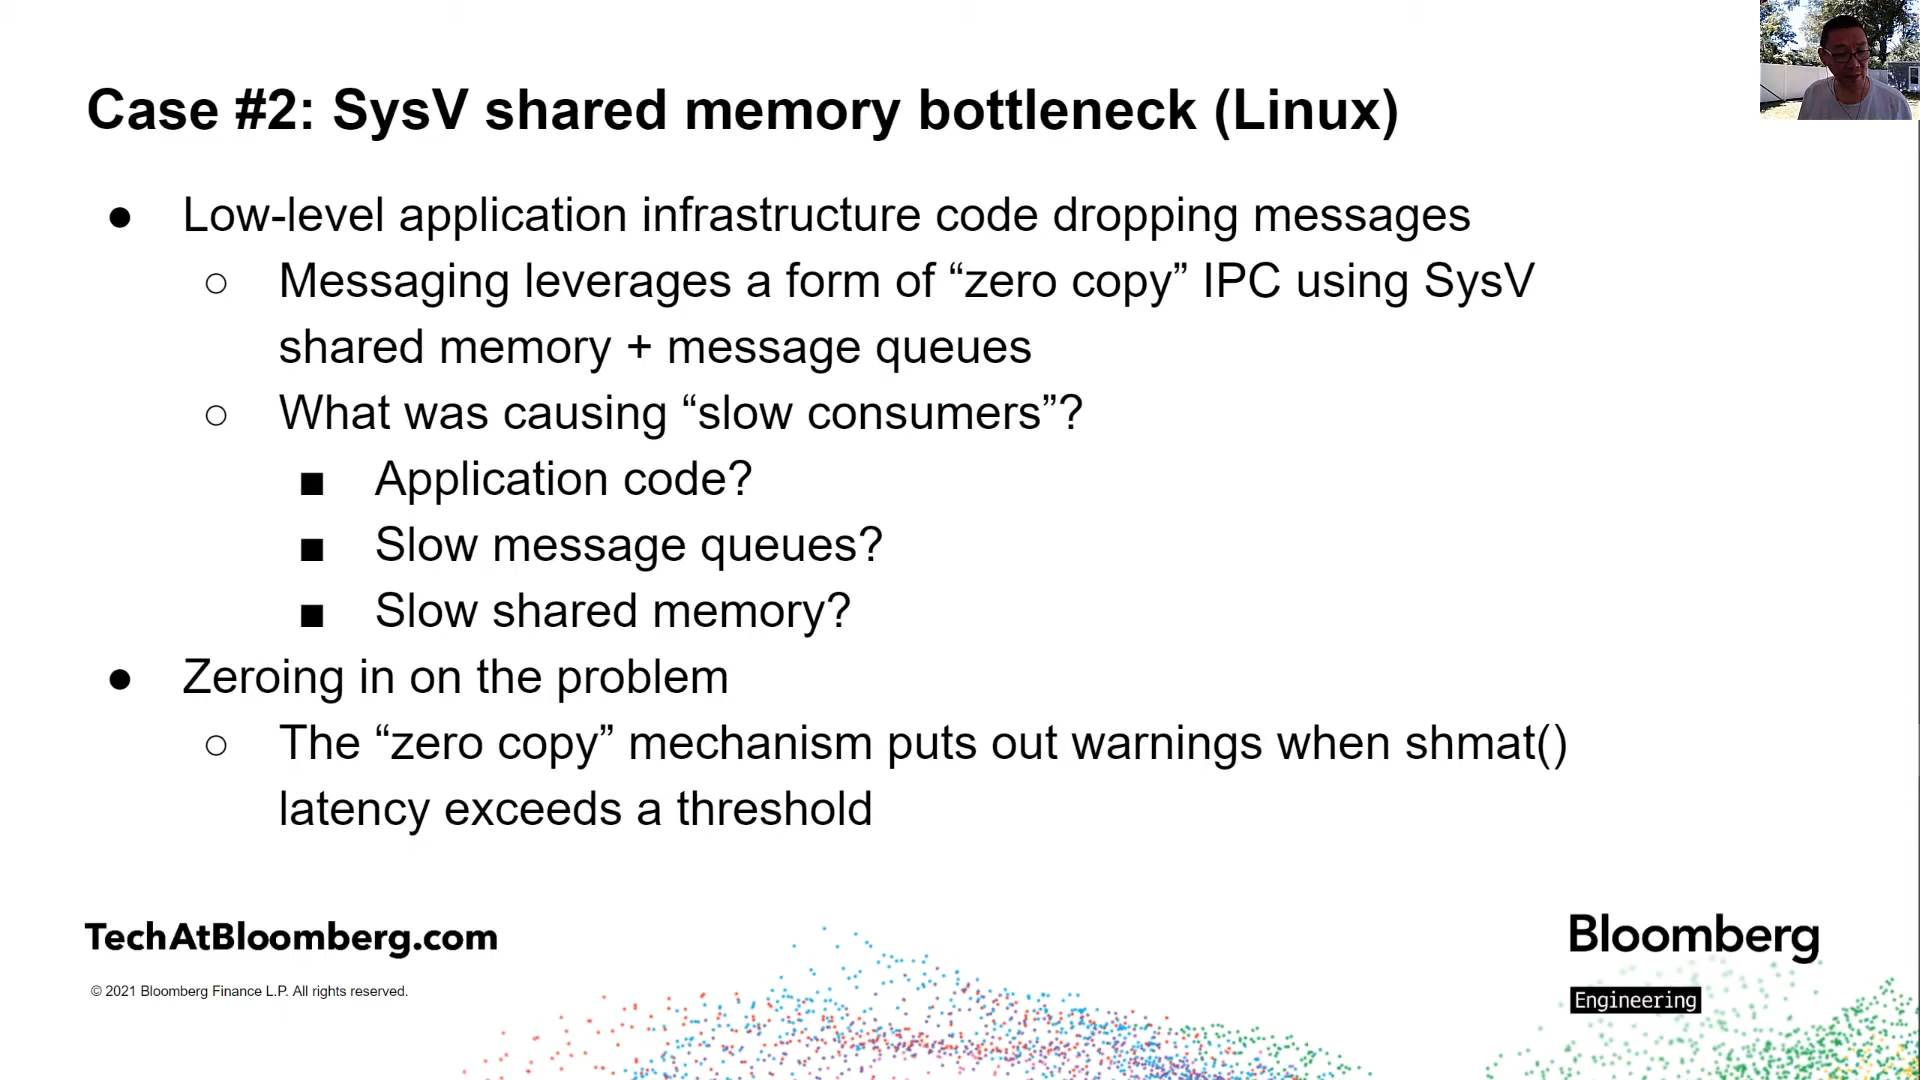 Case #2: SysV shared memory bottleneck (Linux)
● Low-level application infrastructure code dropping messages
○ Messaging leverages a form of “zero copy” IPC using SysV
shared memory + message queues
○ What was causing “slow consumers”?
■ Application code?
■ Slow message queues?
■ Slow shared memory?
● Zeroing in on the problem
○ The “zero copy” mechanism puts out warnings when shmat()
latency exceeds a threshold
TechAtBloomberg.com
© 2021 Bloomberg Finance L.P. All rights reserved.
Bloomberg
Engineering